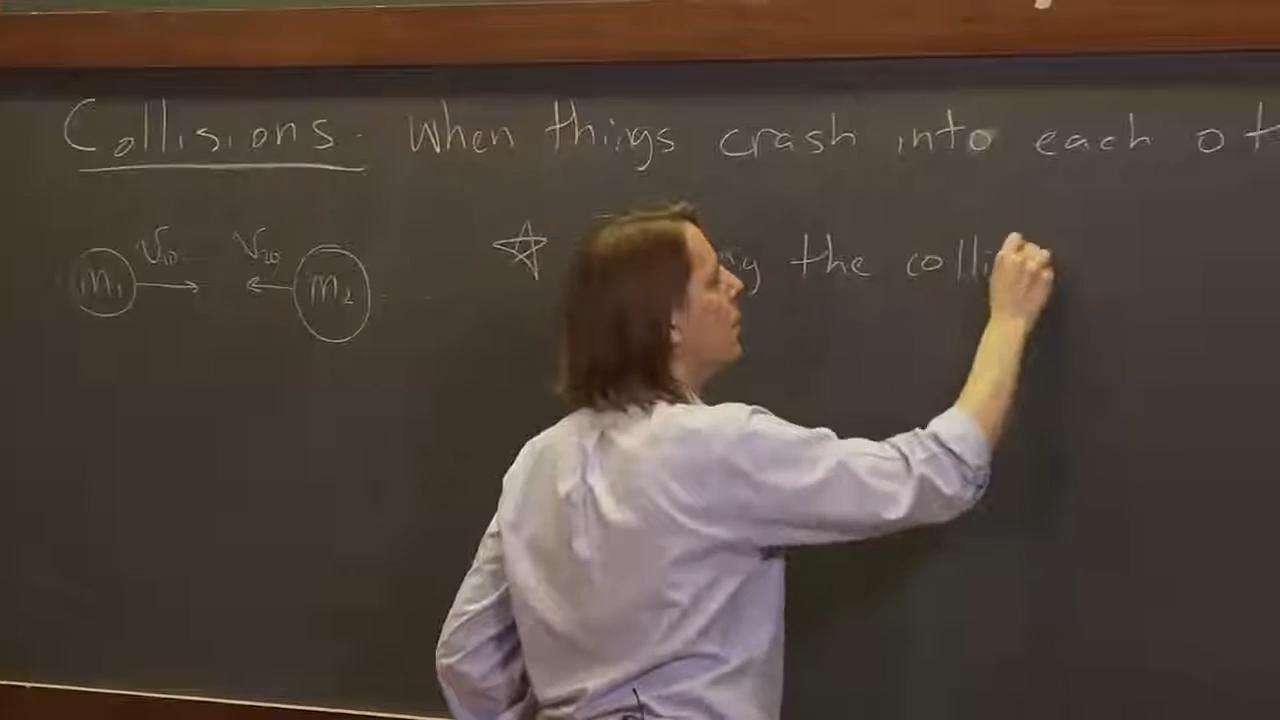 Collisions. When things crash into each ot
☆ the colli
m₁ v₁₀ v₂₀ m₂